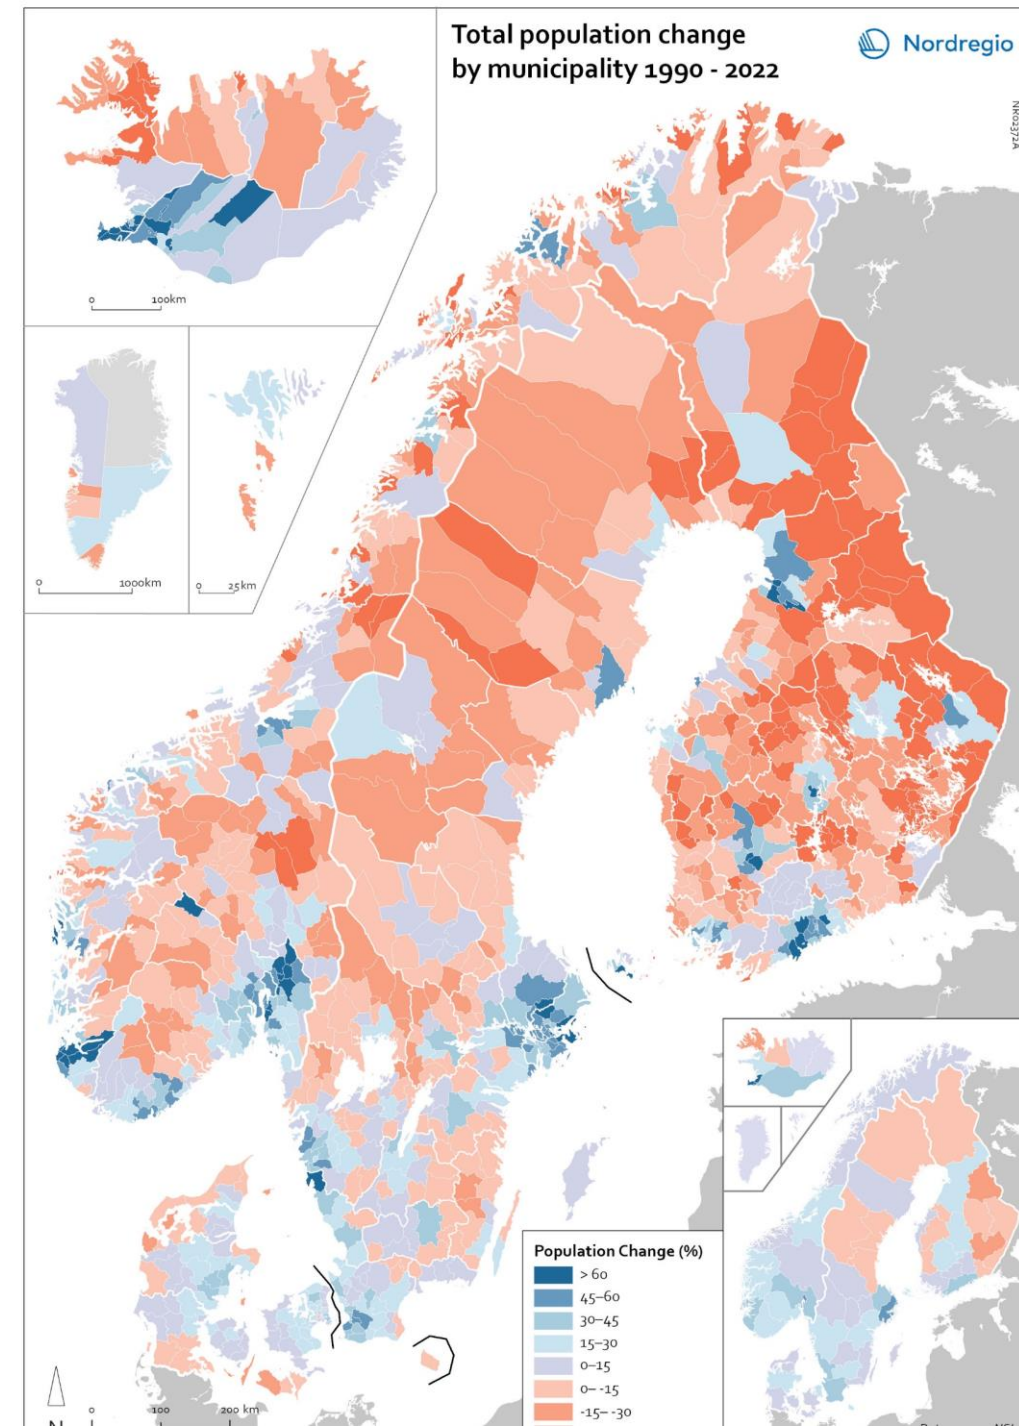 Total population change
by municipality 1990 - 2022
Nordregio
NR02372A
0 100km
0 1000km
0 25km
Population Change (%)
> 60
45–60
30–45
15–30
0–15
0– -15
-15– -30
0 100 200 km
N